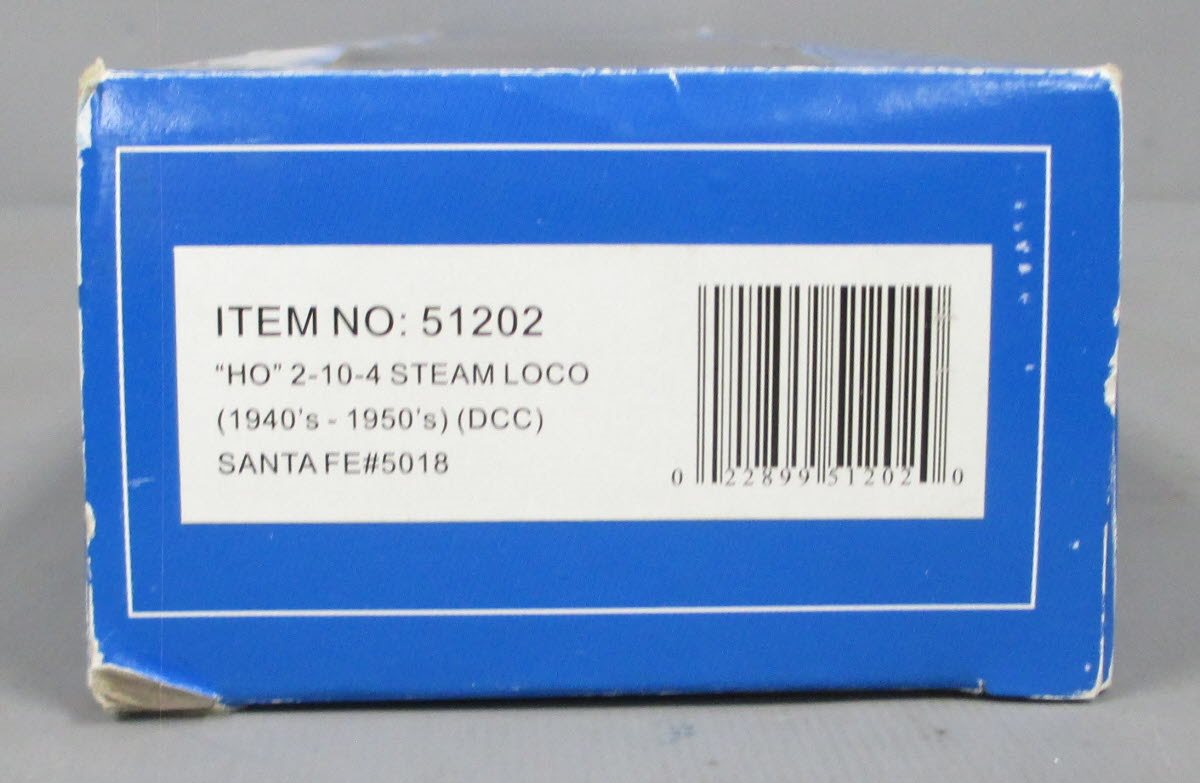 ITEM NO: 51202
"HO" 2-10-4 STEAM LOCO
(1940's - 1950's) (DCC)
SANTA FE#5018
0 22899 51202 0